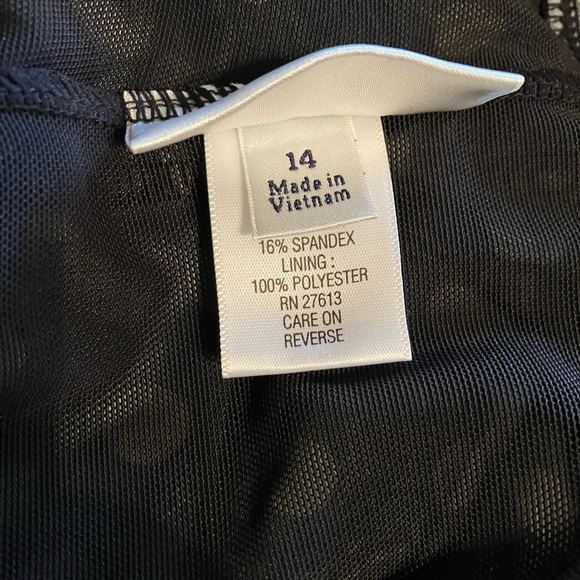 14
Made in
Vietnam
16% SPANDEX
LINING :
100% POLYESTER
RN 27613
CARE ON
REVERSE